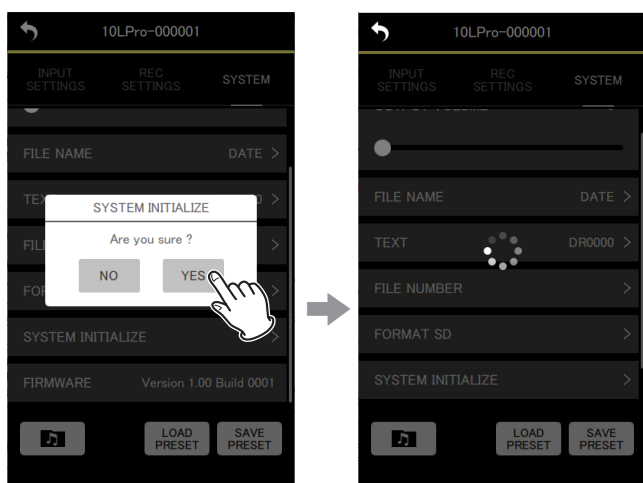 10LPro-000001
INPUT
SETTINGS
REC
SETTINGS
SYSTEM
FILE NAME DATE >
SYSTEM INITIALIZE
Are you sure ?
NO YES
SYSTEM INITIALIZE >
FIRMWARE Version 1.00 Build 0001
LOAD
PRESET
SAVE
PRESET
10LPro-000001
INPUT
SETTINGS
REC
SETTINGS
SYSTEM
FILE NAME DATE >
TEXT DR0000 >
FILE NUMBER >
FORMAT SD >
SYSTEM INITIALIZE >
LOAD
PRESET
SAVE
PRESET